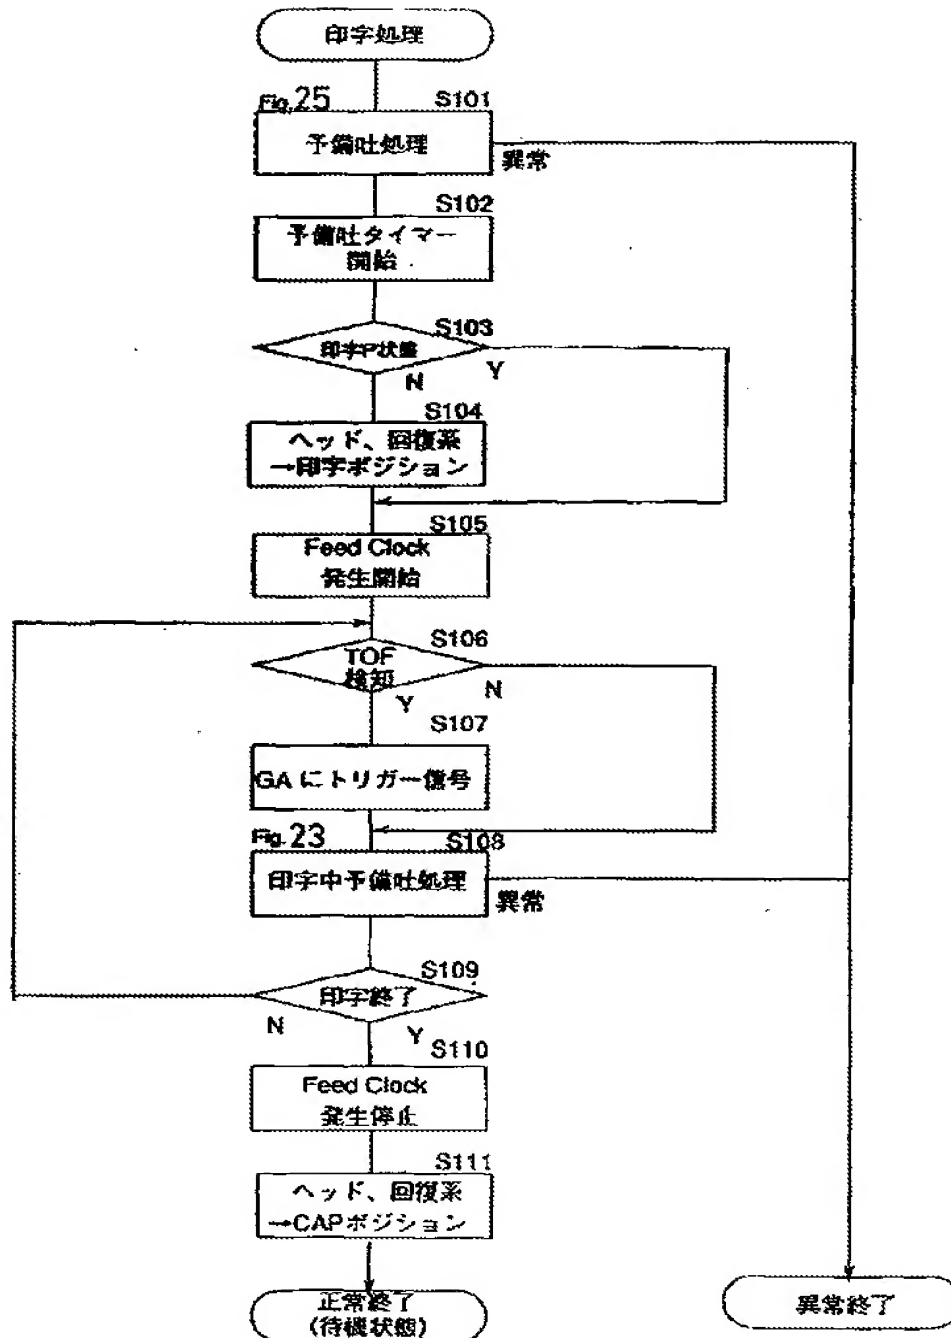 印字処理
Fig.25
S101
予備吐処理
異常
S102
予備吐タイマー
開始
S103
印字P状態
N
Y
S104
ヘッド、回復系
→印字ポジション
S105
Feed Clock
発生開始
S106
TOF
検知
Y
N
S107
GAにトリガー信号
Fig.23
S108
印字中予備吐処理
異常
S109
印字終了
N
Y
S110
Feed Clock
発生停止
S111
ヘッド、回復系
→CAPポジション
正常終了
(待機状態)
異常終了